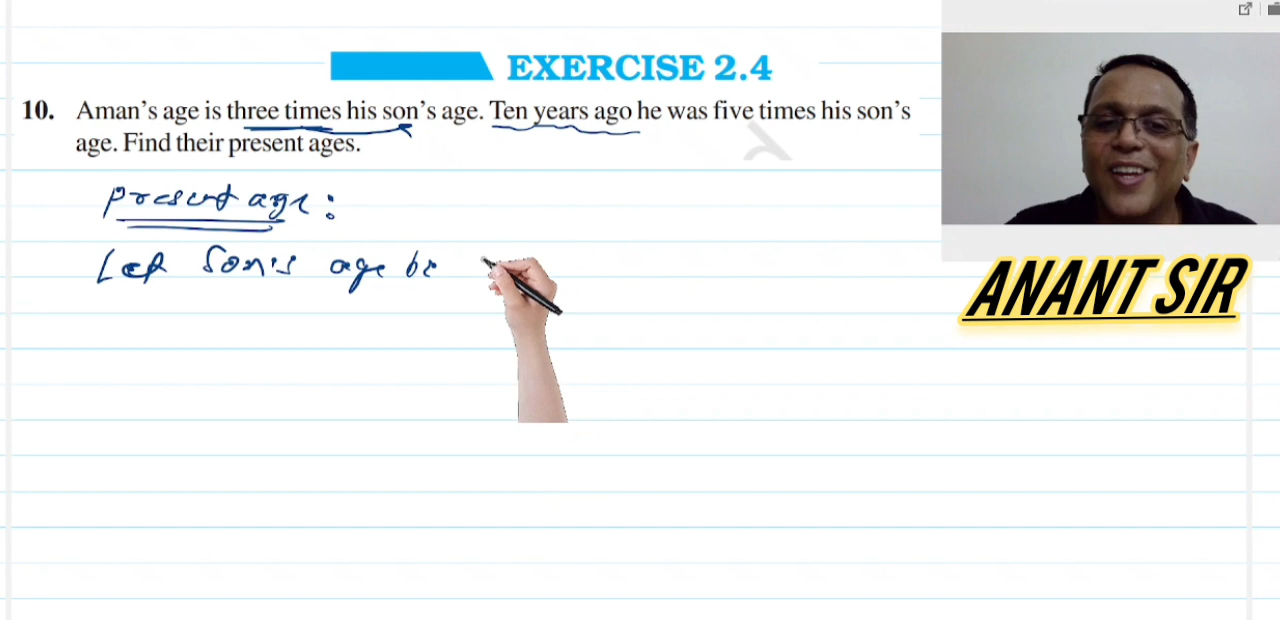 EXERCISE 2.4
10. Aman's age is three times his son's age. Ten years ago he was five times his son's
age. Find their present ages.
present age :
Let Son's age be
ANANT SIR